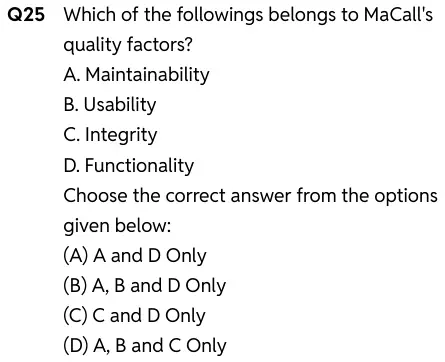 Q25 Which of the followings belongs to MaCall's
quality factors?
A. Maintainability
B. Usability
C. Integrity
D. Functionality
Choose the correct answer from the options
given below:
(A) A and D Only
(B) A, B and D Only
(C) C and D Only
(D) A, B and C Only